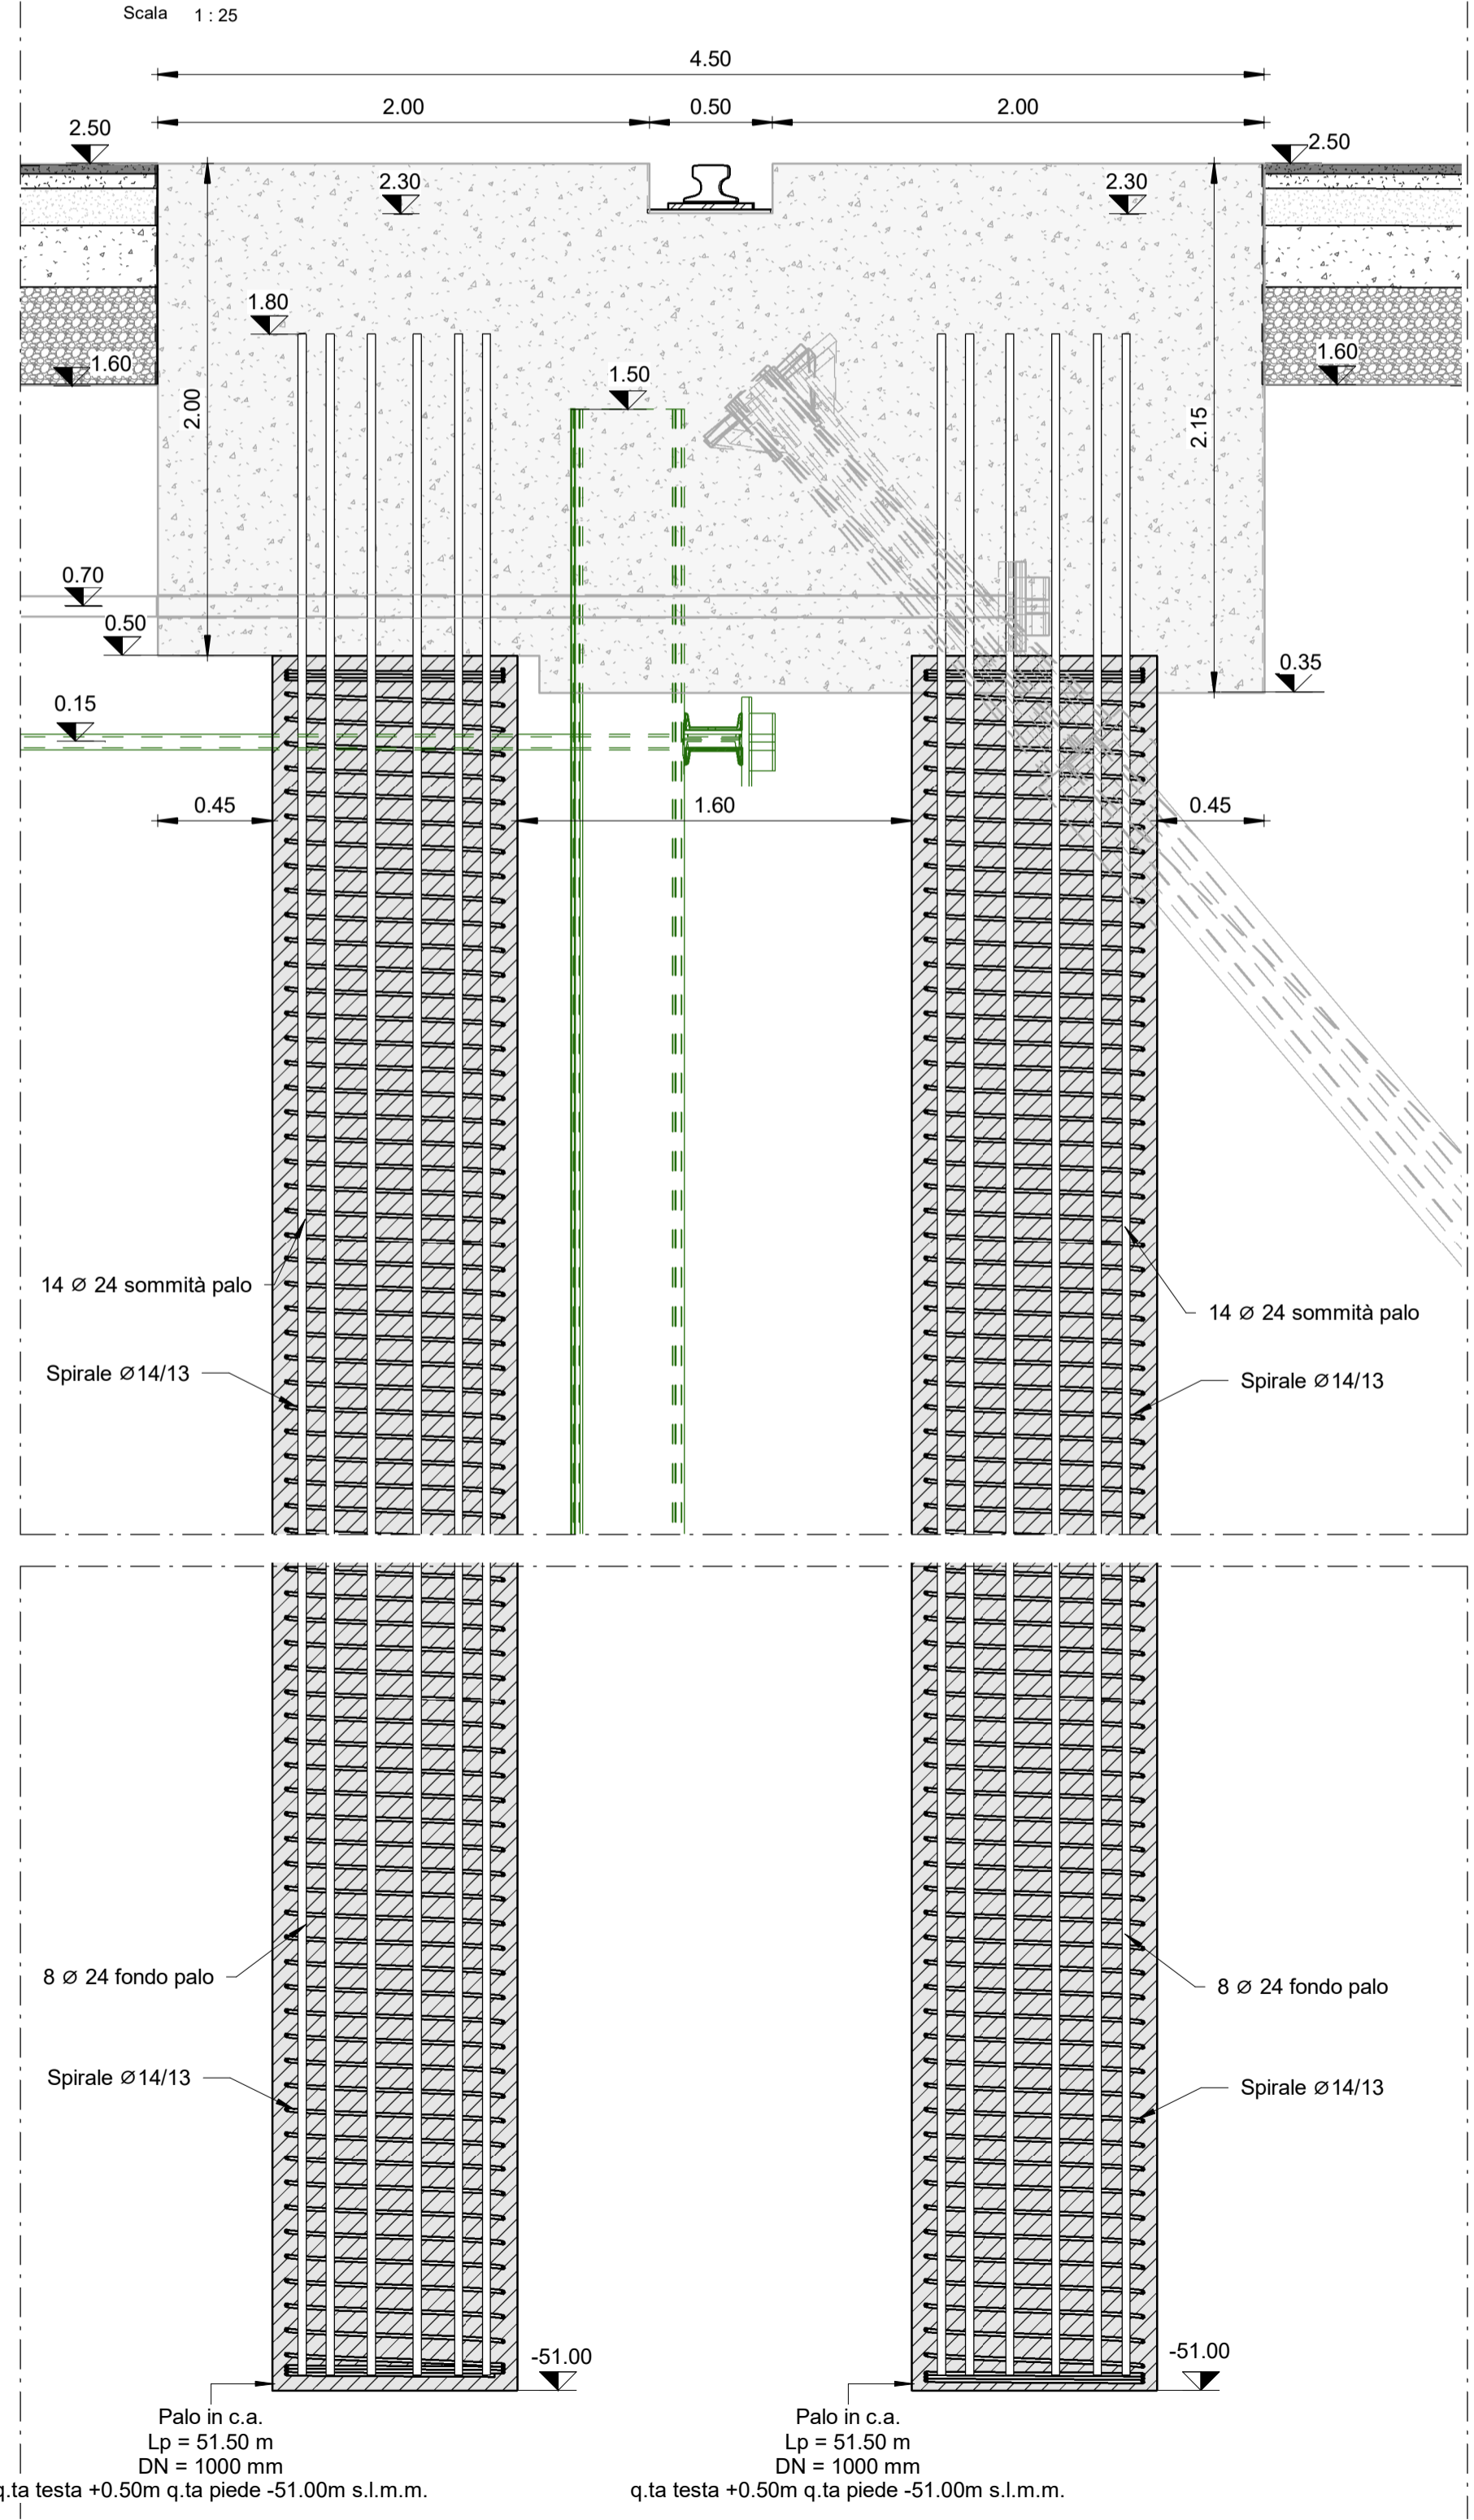 Scala 1 : 25
4.50
2.00 0.50 2.00
2.50 2.50
2.30 2.30
1.80
1.60 1.50 1.60
2.00 2.15
0.70
0.50
0.35
0.15
0.45 1.60 0.45
14 Ø 24 sommità palo
14 Ø 24 sommità palo
Spirale Ø14/13
Spirale Ø14/13
8 Ø 24 fondo palo
8 Ø 24 fondo palo
Spirale Ø14/13
Spirale Ø14/13
-51.00 -51.00
Palo in c.a.
Lp = 51.50 m
DN = 1000 mm
q.ta testa +0.50m q.ta piede -51.00m s.l.m.m.
Palo in c.a.
Lp = 51.50 m
DN = 1000 mm
q.ta testa +0.50m q.ta piede -51.00m s.l.m.m.